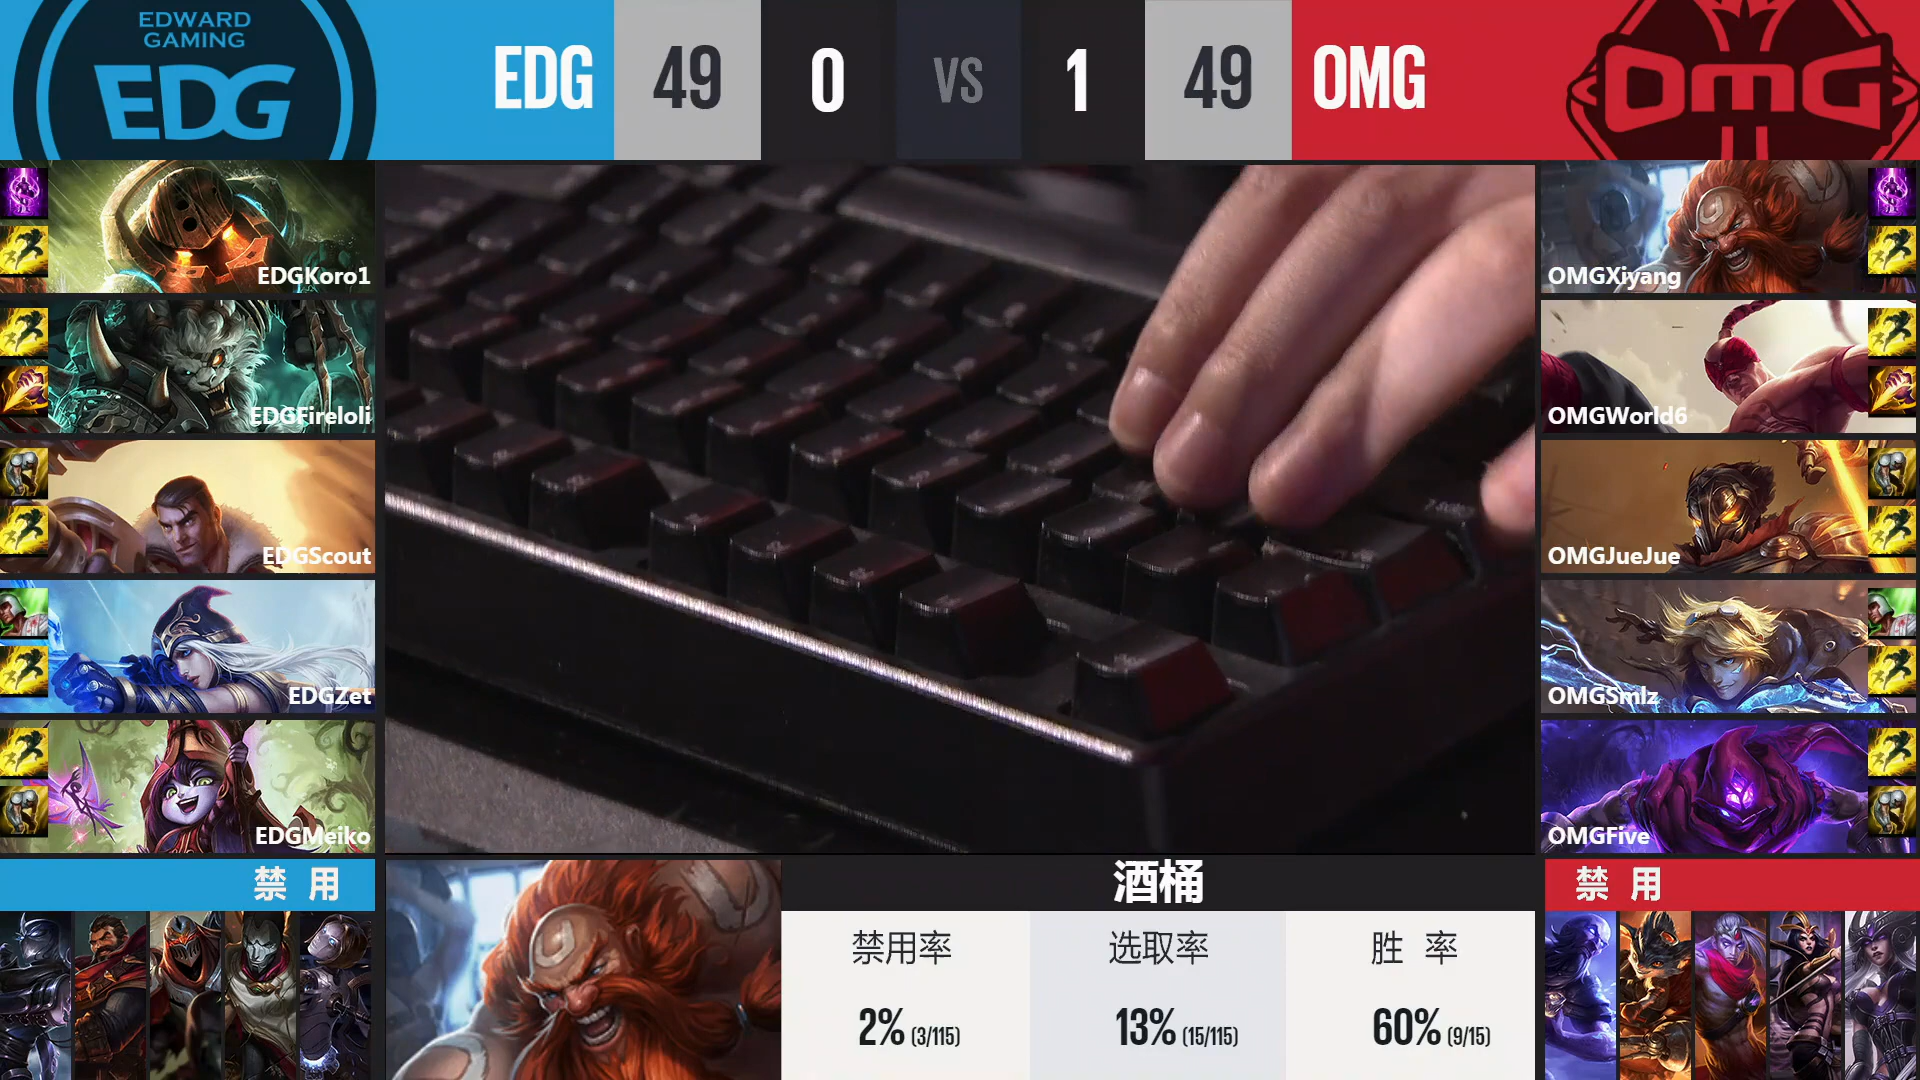 EDWARD
GAMING
EDG
EDG
49
0
VS
1
49
OMG
OMG
EDGKoro1
EDGFireloli
EDGScout
EDGZet
EDGMeiko
OMGXiyang
OMGWorld6
OMGJueJue
OMGSmlz
OMGFive
禁 用
酒桶
禁 用
禁用率
选取率
胜 率
2% (3/115)
13% (15/115)
60% (9/15)